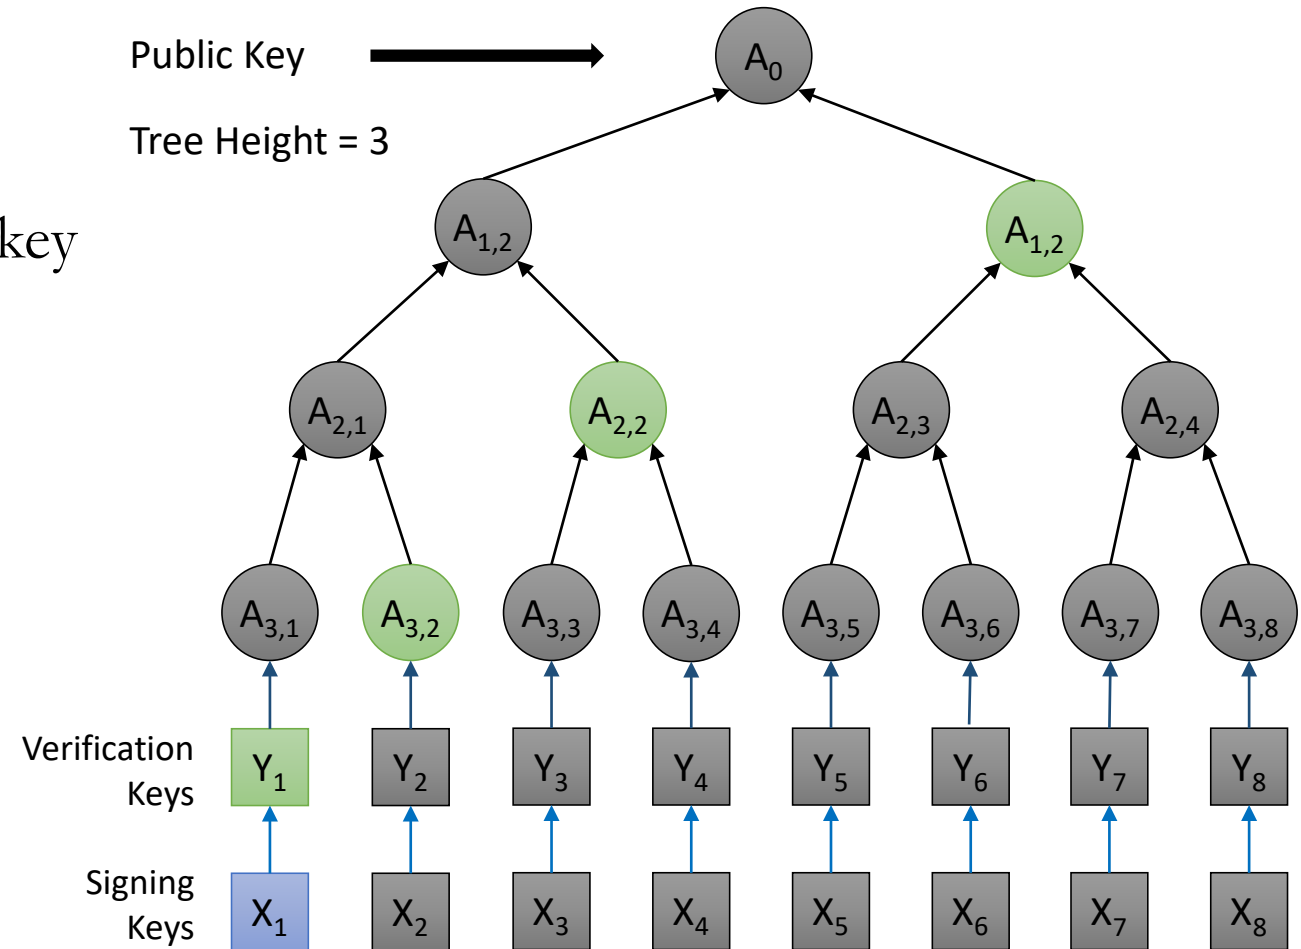 Public Key
A₀
Tree Height = 3
key
A₁,₂ A₁,₂
A₂,₁ A₂,₂ A₂,₃ A₂,₄
A₃,₁ A₃,₂ A₃,₃ A₃,₄ A₃,₅ A₃,₆ A₃,₇ A₃,₈
Verification
Keys
Y₁ Y₂ Y₃ Y₄ Y₅ Y₆ Y₇ Y₈
Signing
Keys
X₁ X₂ X₃ X₄ X₅ X₆ X₇ X₈